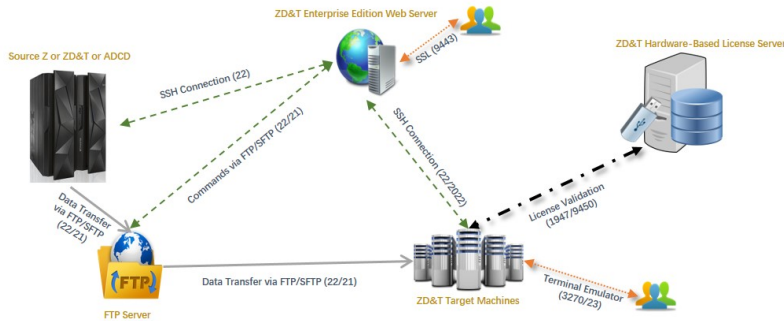 ZD&T Enterprise Edition Web Server
SSL (9443)
Source Z or ZD&T or ADCD
ZD&T Hardware-Based License Server
SSH Connection (22)
Commands via FTP/SFTP (22/21)
SSH Connection (22/2022)
License Validation
(1947/9450)
Data Transfer
via FTP/SFTP
(22/21)
FTP
FTP Server
Data Transfer via FTP/SFTP (22/21)
ZD&T Target Machines
Terminal Emulator
(3270/23)